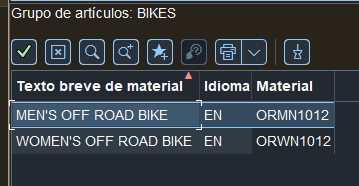 Grupo de artículos: BIKES
Texto breve de material Idioma Material
MEN'S OFF ROAD BIKE EN ORMN1012
WOMEN'S OFF ROAD BIKE EN ORWN1012